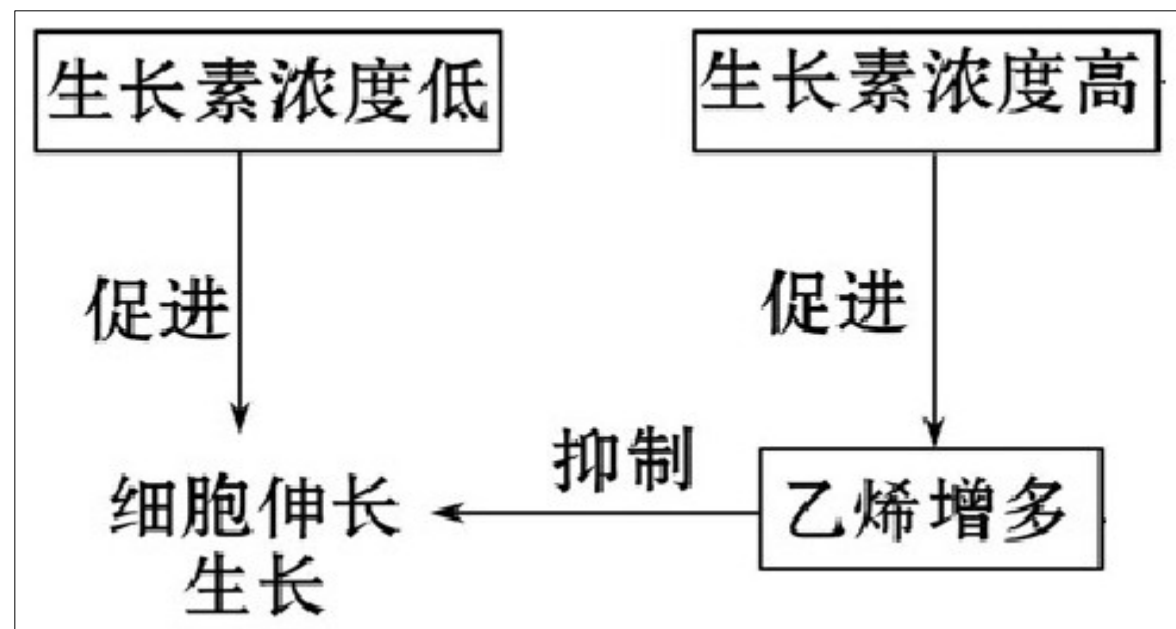 生长素浓度低
生长素浓度高
促进
促进
抑制
细胞伸长
生长
乙烯增多